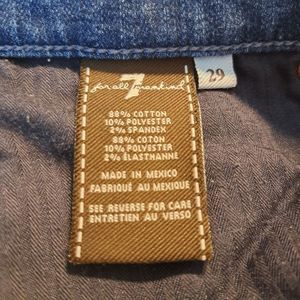 7
for all mankind
29
88% COTTON
10% POLYESTER
2% SPANDEX
88% COTON
10% POLYESTER
2% ELASTHANNE
MADE IN MEXICO
FABRIQUÉ AU MEXIQUE
SEE REVERSE FOR CARE
ENTRETIEN AU VERSO